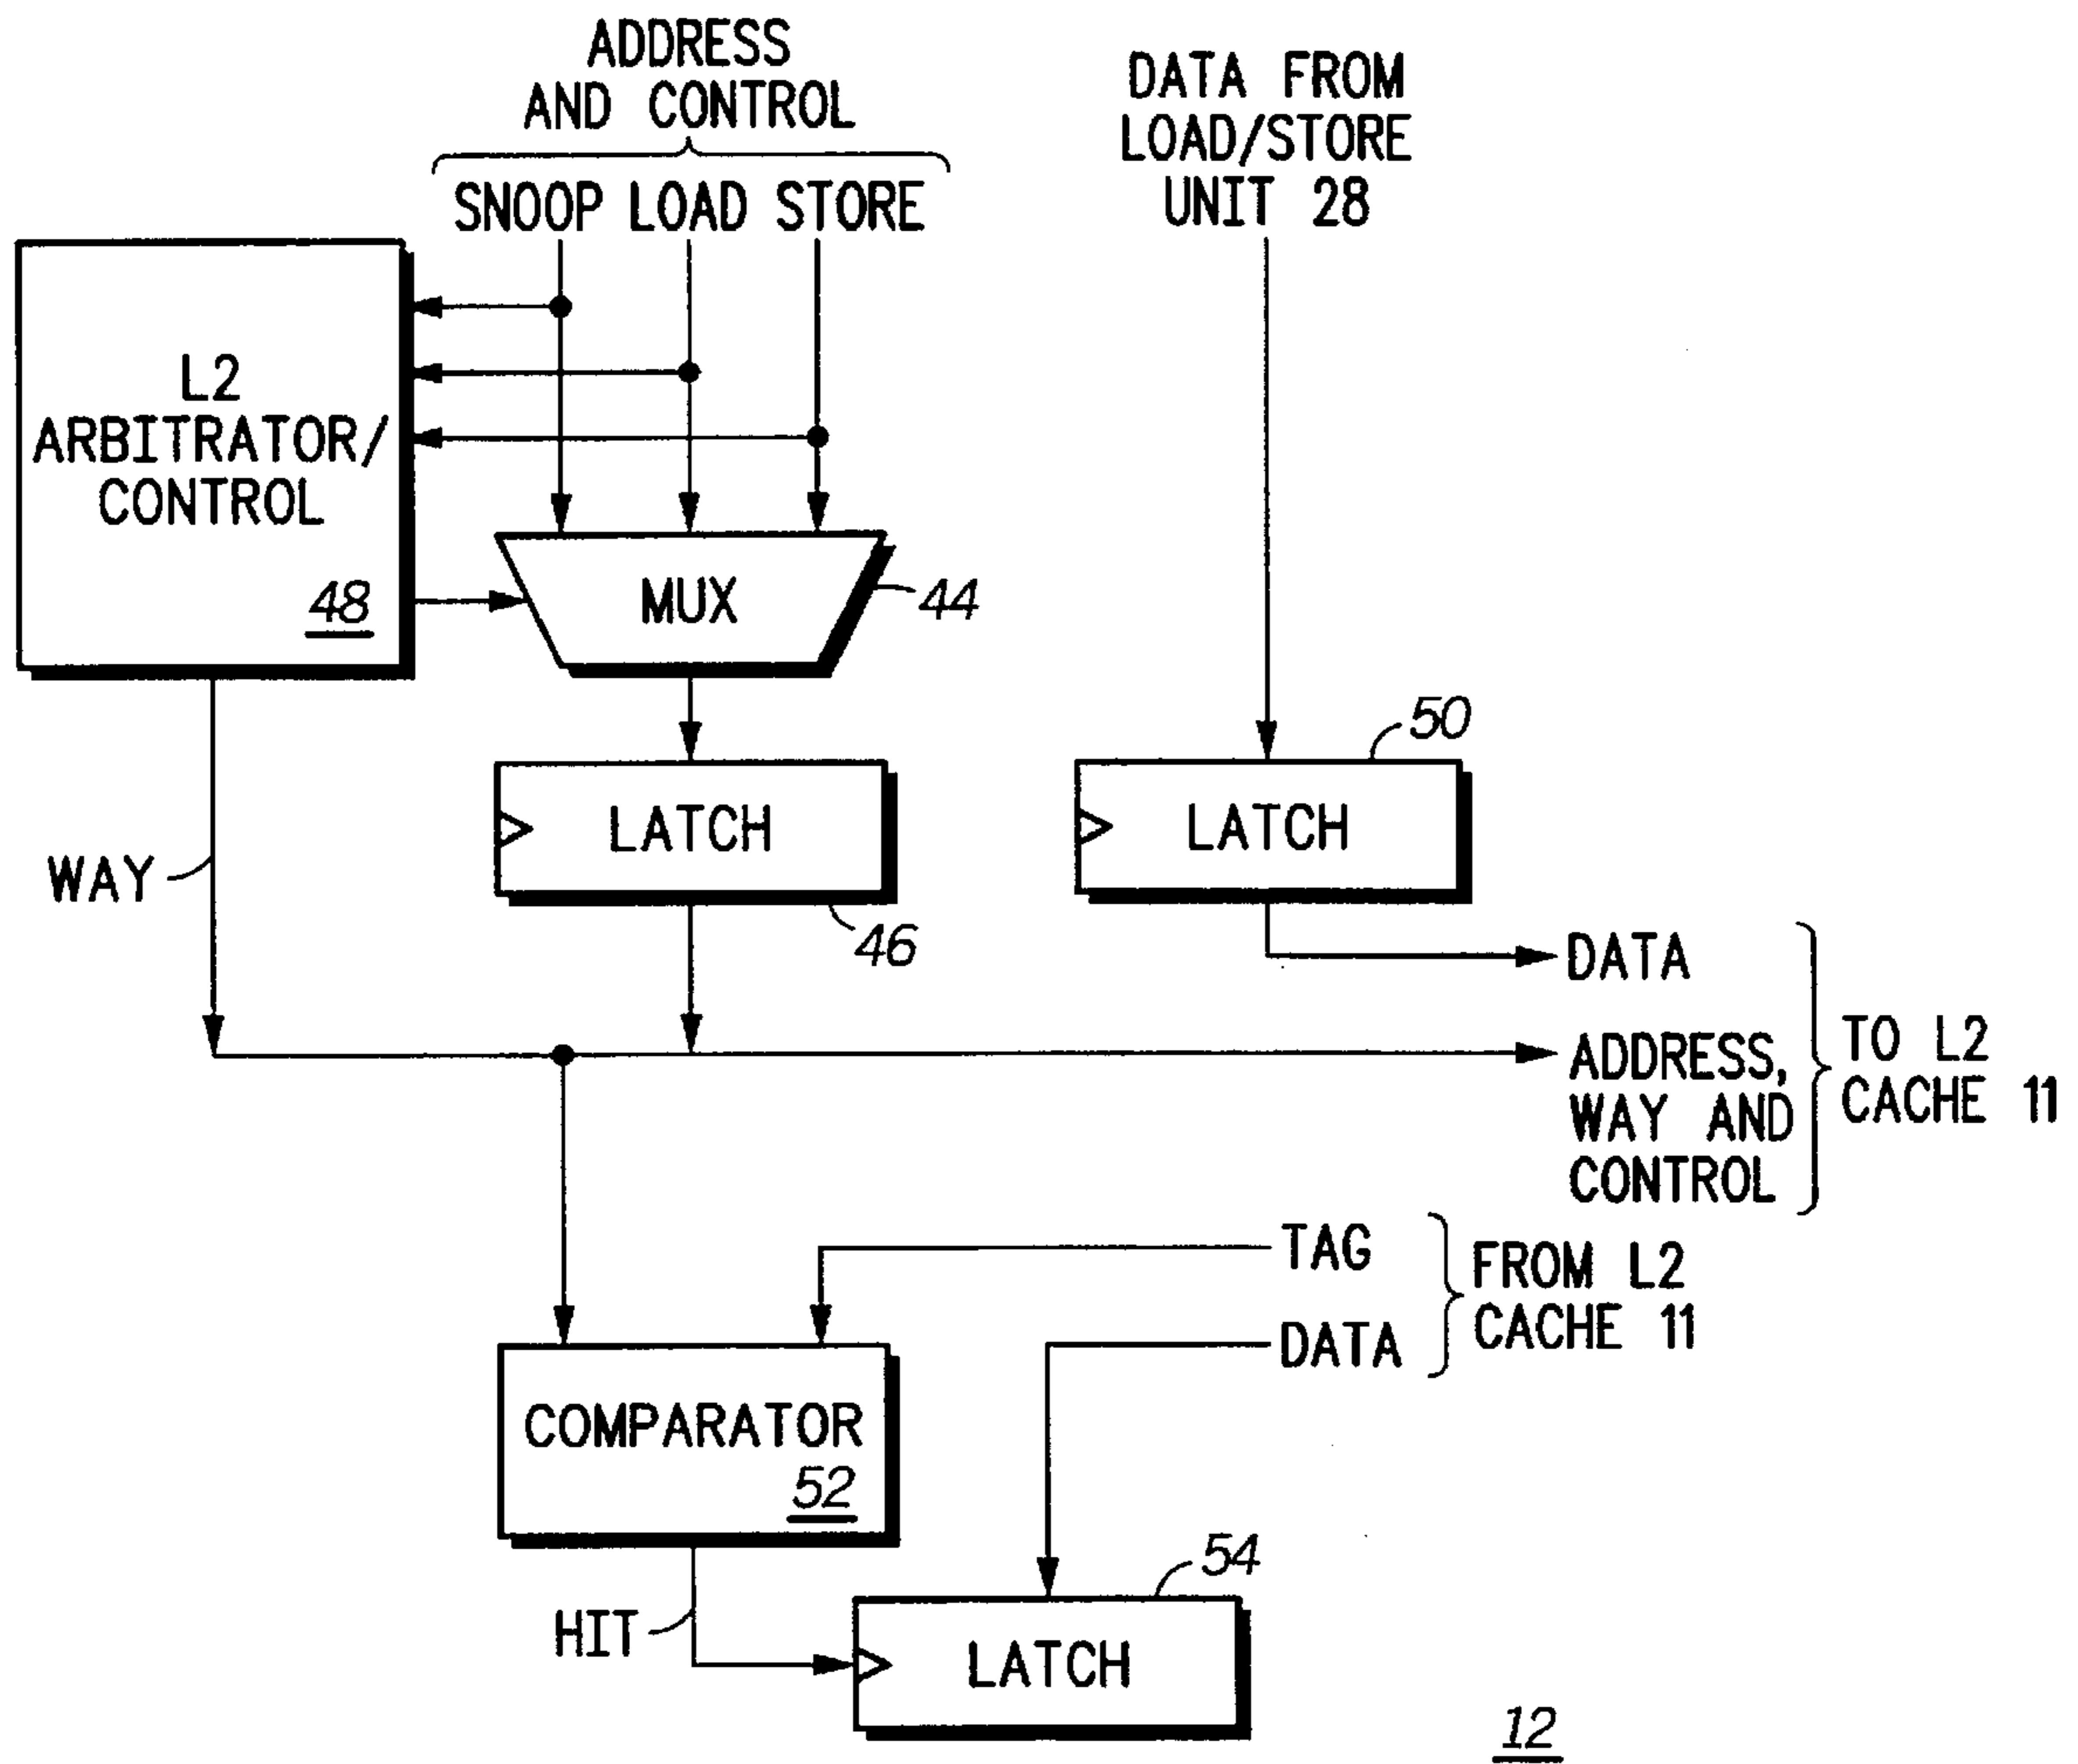 ADDRESS
AND CONTROL
SNOOP LOAD STORE
DATA FROM
LOAD/STORE
UNIT 28
L2
ARBITRATOR/
CONTROL
48
MUX
44
LATCH
46
LATCH
50
WAY
DATA
ADDRESS,
WAY AND
CONTROL
TO L2
CACHE 11
TAG
DATA
FROM L2
CACHE 11
COMPARATOR
52
HIT
LATCH
54
12